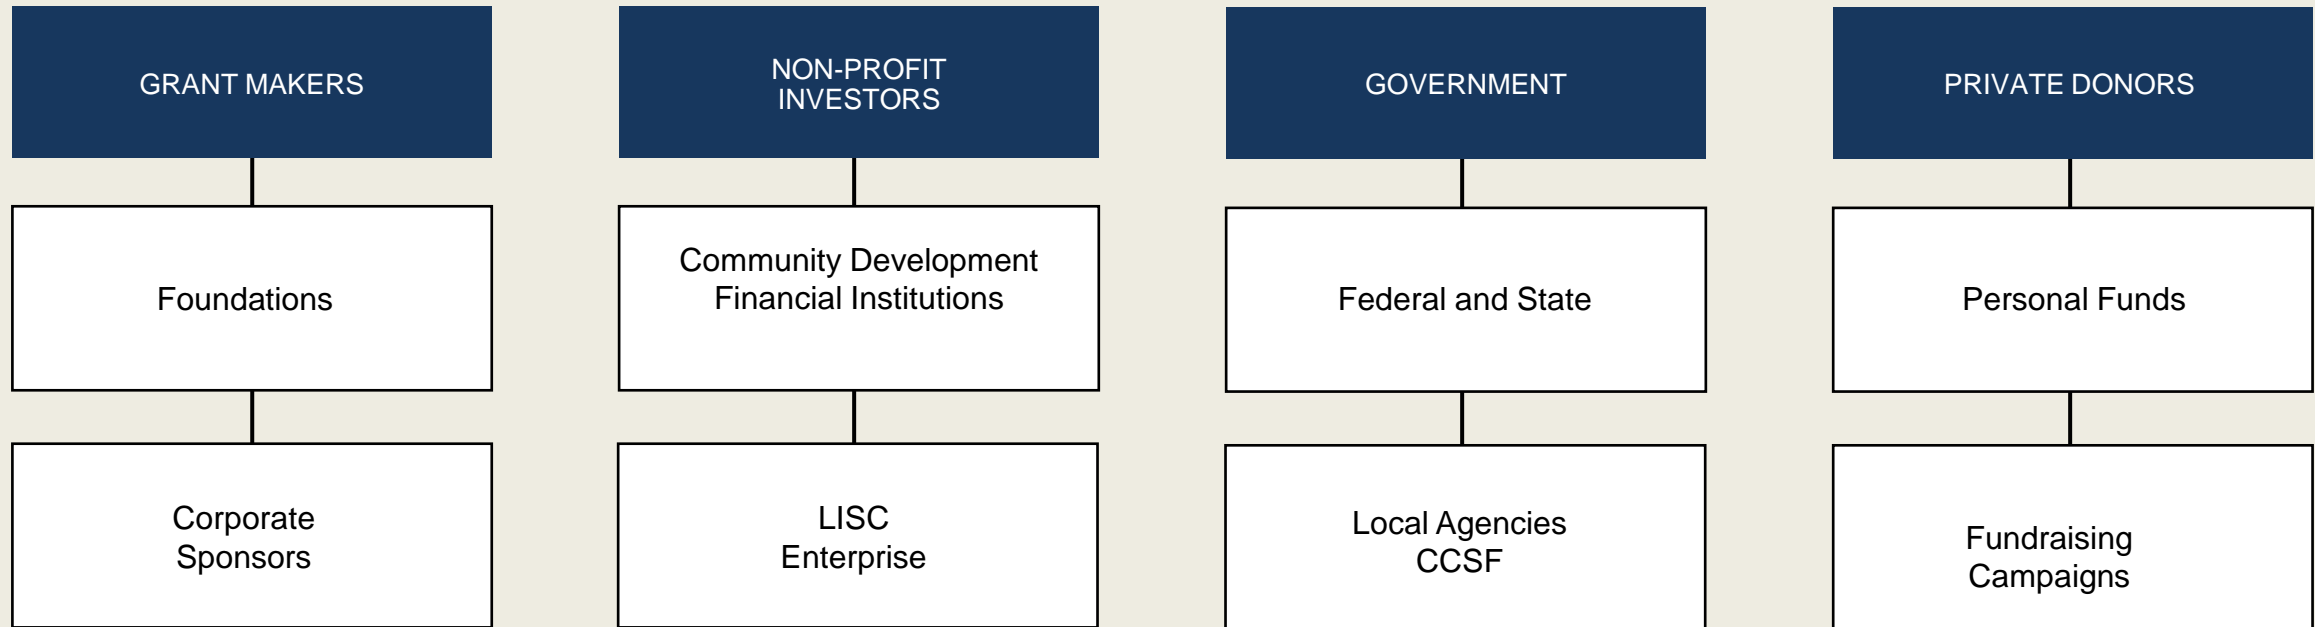 GRANT MAKERS
Foundations
Corporate
Sponsors
NON-PROFIT
INVESTORS
Community Development
Financial Institutions
LISC
Enterprise
GOVERNMENT
Federal and State
Local Agencies
CCSF
PRIVATE DONORS
Personal Funds
Fundraising
Campaigns